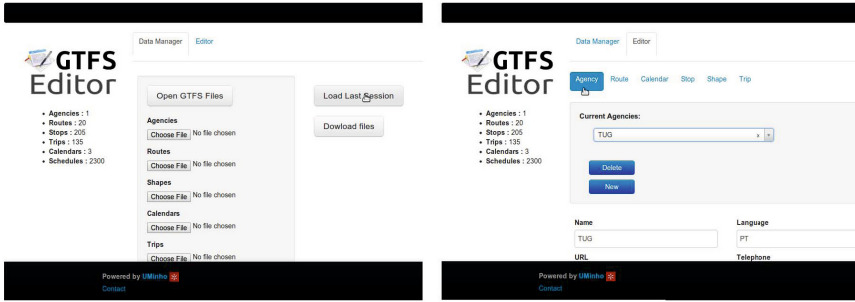 Data Manager Editor
GTFS
Editor
• Agencies : 1
• Routes : 20
• Stops : 205
• Trips : 135
• Calendars : 3
• Schedules : 2300
Open GTFS Files
Agencies
Choose File No file chosen
Routes
Choose File No file chosen
Shapes
Choose File No file chosen
Calendars
Choose File No file chosen
Trips
Choose File No file chosen
Load Last Session
Dowload files
Powered by UMinho
Contact
Data Manager Editor
GTFS
Editor
• Agencies : 1
• Routes : 20
• Stops : 205
• Trips : 135
• Calendars : 3
• Schedules : 2300
Agency Route Calendar Stop Shape Trip
Current Agencies:
TUG x
Delete
New
Name Language
TUG PT
URL Telephone
Powered by UMinho
Contact